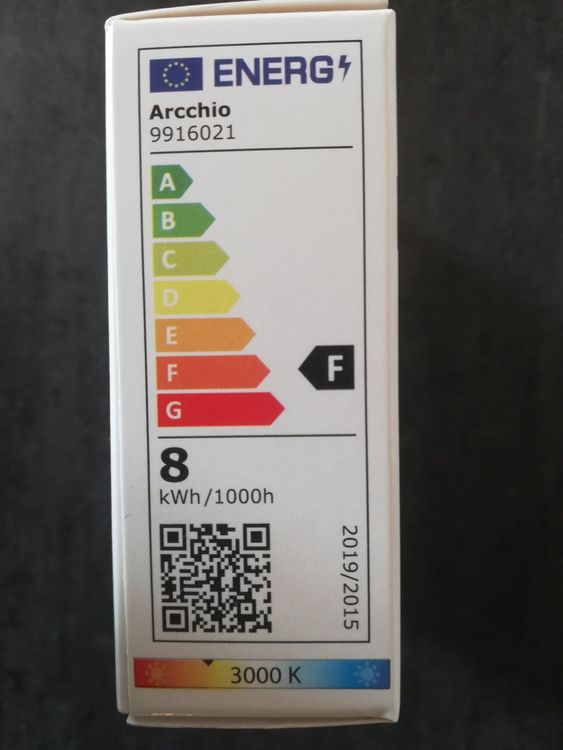 ENERG
Arcchio
9916021
A
B
C
D
E
F
F
G
8
kWh/1000h
2019/2015
3000 K